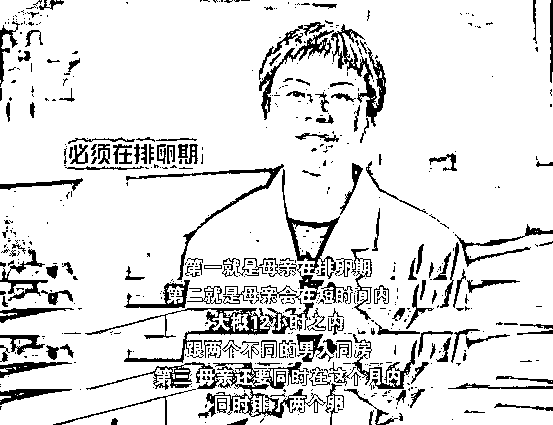 必须在排卵期
第一就是母亲在排卵期
第二就是母亲会在短时间内
大概12小时之内
跟两个不同的男人同房
第三 母亲还要同时在这个月内
同时排了两个卵